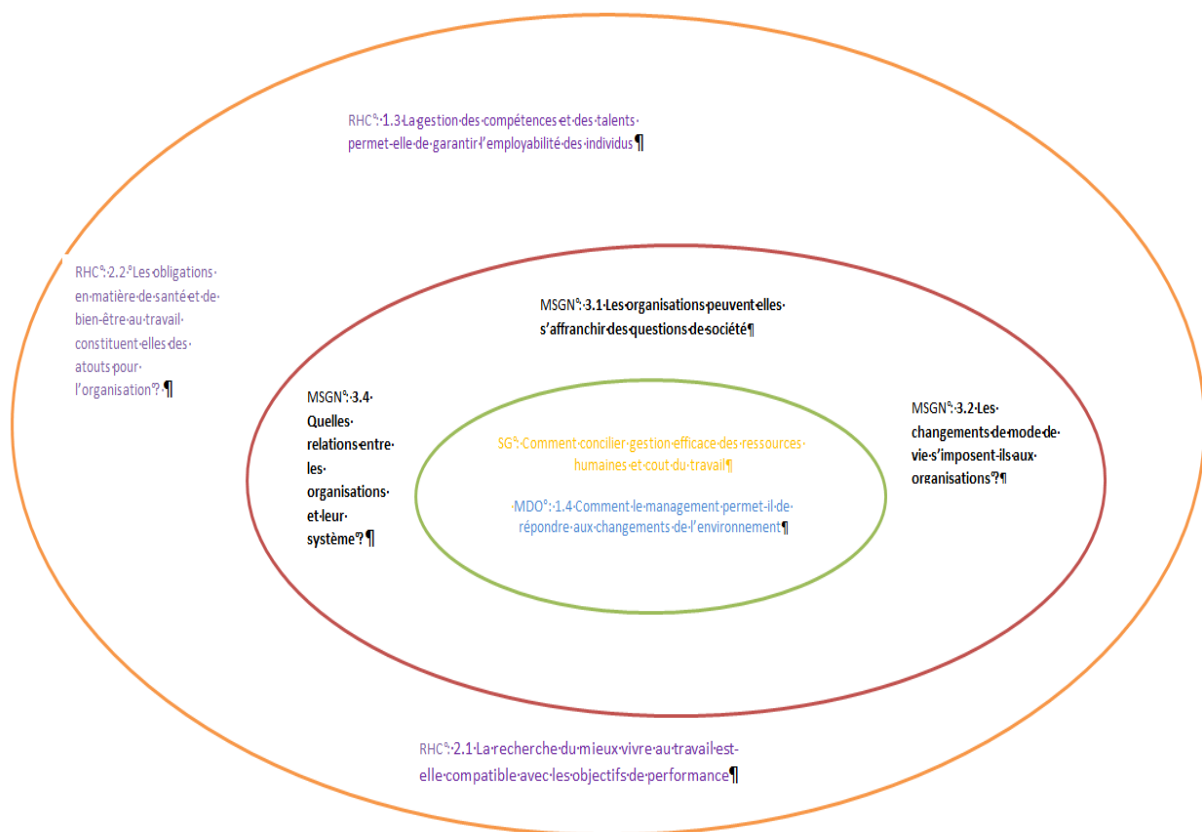 RHC°: 1.3 La gestion des compétences et des talents
permet-elle de garantir l’employabilité des individus¶
RHC°: 2.2 °Les obligations
en matière de santé et de
bien-être au travail
constituent elles des
atouts pour
l’organisation°? ¶
MSGN°: 3.1 Les organisations peuvent elles
s’affranchir des questions de société¶
MSGN°: 3.4
Quelles
relations entre
les
organisations
et leur
système°? ¶
SG°: Comment concilier gestion efficace des ressources
humaines et cout du travail¶
MDO°: 1.4 Comment le management permet-il de
répondre aux changements de l’environnement¶
MSGN°: 3.2 Les
changements de mode de
vie s’imposent-ils aux
organisations°?¶
RHC°: 2.1 La recherche du mieux vivre au travail est-
elle compatible avec les objectifs de performance¶